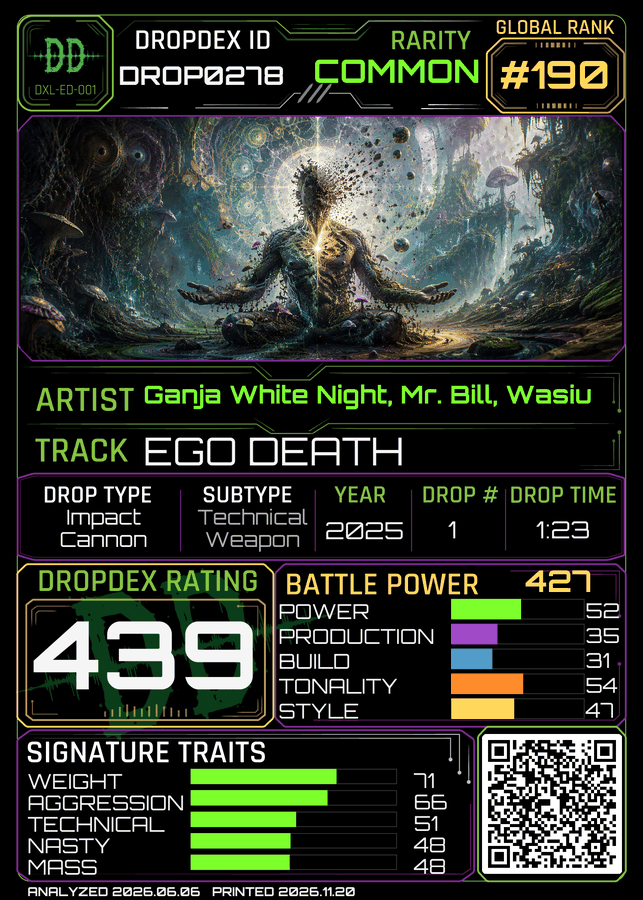 DD
DXL-ED-001
DROPDEX ID
DROP0278
RARITY
COMMON
GLOBAL RANK
#190
ARTIST Ganja White Night, Mr. Bill, Wasiu
TRACK EGO DEATH
DROP TYPE
Impact
Cannon
SUBTYPE
Technical
Weapon
YEAR
2025
DROP #
1
DROP TIME
1:23
DROPDEX RATING
439
BATTLE POWER 427
POWER 52
PRODUCTION 35
BUILD 31
TONALITY 54
STYLE 47
SIGNATURE TRAITS
WEIGHT 71
AGGRESSION 66
TECHNICAL 51
NASTY 48
MASS 48
ANALYZED 2026.06.06 PRINTED 2026.11.20